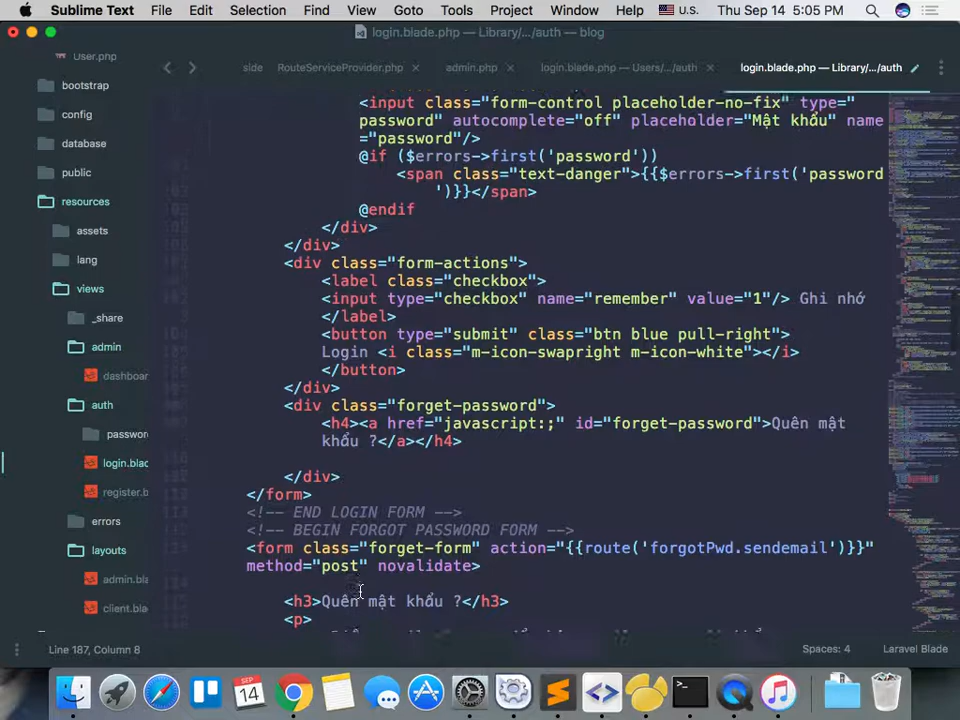 Sublime Text File Edit Selection Find View Goto Tools Project Window Help U.S. Thu Sep 14 5:05 PM
login.blade.php — Library/.../auth — blog
side RouteServiceProvider.php × admin.php × login.blade.php — Users/.../auth × login.blade.php — Library/.../auth
User.php
bootstrap
config
database
public
resources
assets
lang
views
_share
admin
dashboar
auth
passwor
login.blac
register.b
errors
layouts
admin.bla
client.blad
<input class="form-control placeholder-no-fix" type="
password" autocomplete="off" placeholder="Mật khẩu" name
="password"/>
@if ($errors->first('password'))
<span class="text-danger">{{$errors->first('password
')}}</span>
@endif
</div>
</div>
<div class="form-actions">
<label class="checkbox">
<input type="checkbox" name="remember" value="1"/> Ghi nhớ
</label>
<button type="submit" class="btn blue pull-right">
Login <i class="m-icon-swapright m-icon-white"></i>
</button>
</div>
<div class="forget-password">
<h4><a href="javascript:;" id="forget-password">Quên mật
khẩu ?</a></h4>
</div>
</form>
<!-- END LOGIN FORM -->
<!-- BEGIN FORGOT PASSWORD FORM -->
<form class="forget-form" action="{{route('forgotPwd.sendemail')}}"
method="post" novalidate>
<h3>Quên mật khẩu ?</h3>
<p>
Line 187, Column 8 Spaces: 4 Laravel Blade
SEP
14